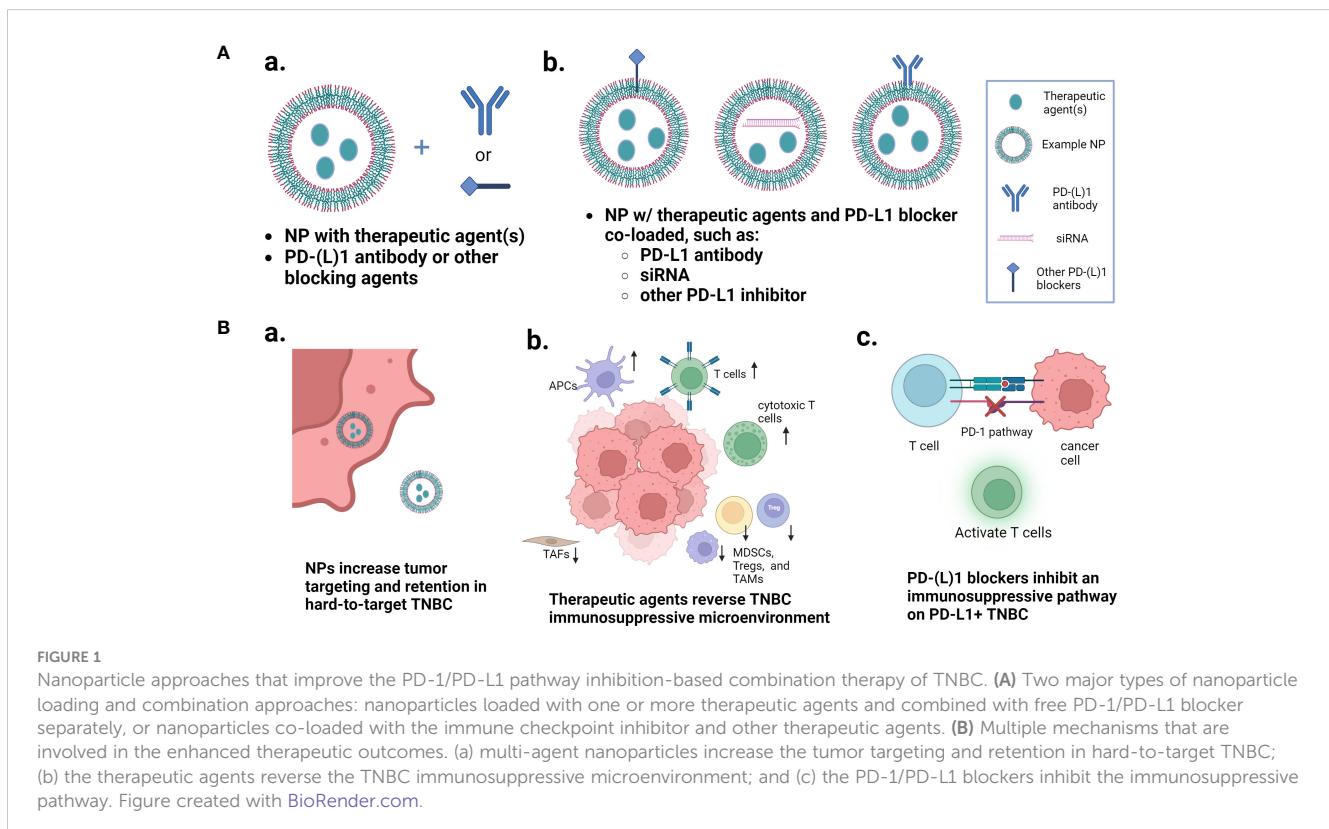 A
a.
+
or
• NP with therapeutic agent(s)
• PD-(L)1 antibody or other
blocking agents
b.
• NP w/ therapeutic agents and PD-L1 blocker
co-loaded, such as:
○ PD-L1 antibody
○ siRNA
○ other PD-L1 inhibitor
Therapeutic
agent(s)
Example NP
PD-(L)1
antibody
siRNA
Other PD-(L)1
blockers
B
a.
NPs increase tumor
targeting and retention in
hard-to-target TNBC
b.
APCs
T cells
cytotoxic T
cells
Treg
TAFs
MDSCs,
Tregs, and
TAMs
Therapeutic agents reverse TNBC
immunosuppressive microenvironment
c.
T cell
PD-1 pathway
cancer
cell
Activate T cells
PD-(L)1 blockers inhibit an
immunosuppressive pathway
on PD-L1+ TNBC
FIGURE 1
Nanoparticle approaches that improve the PD-1/PD-L1 pathway inhibition-based combination therapy of TNBC. (A) Two major types of nanoparticle
loading and combination approaches: nanoparticles loaded with one or more therapeutic agents and combined with free PD-1/PD-L1 blocker
separately, or nanoparticles co-loaded with the immune checkpoint inhibitor and other therapeutic agents. (B) Multiple mechanisms that are
involved in the enhanced therapeutic outcomes. (a) multi-agent nanoparticles increase the tumor targeting and retention in hard-to-target TNBC;
(b) the therapeutic agents reverse the TNBC immunosuppressive microenvironment; and (c) the PD-1/PD-L1 blockers inhibit the immunosuppressive
pathway. Figure created with BioRender.com.